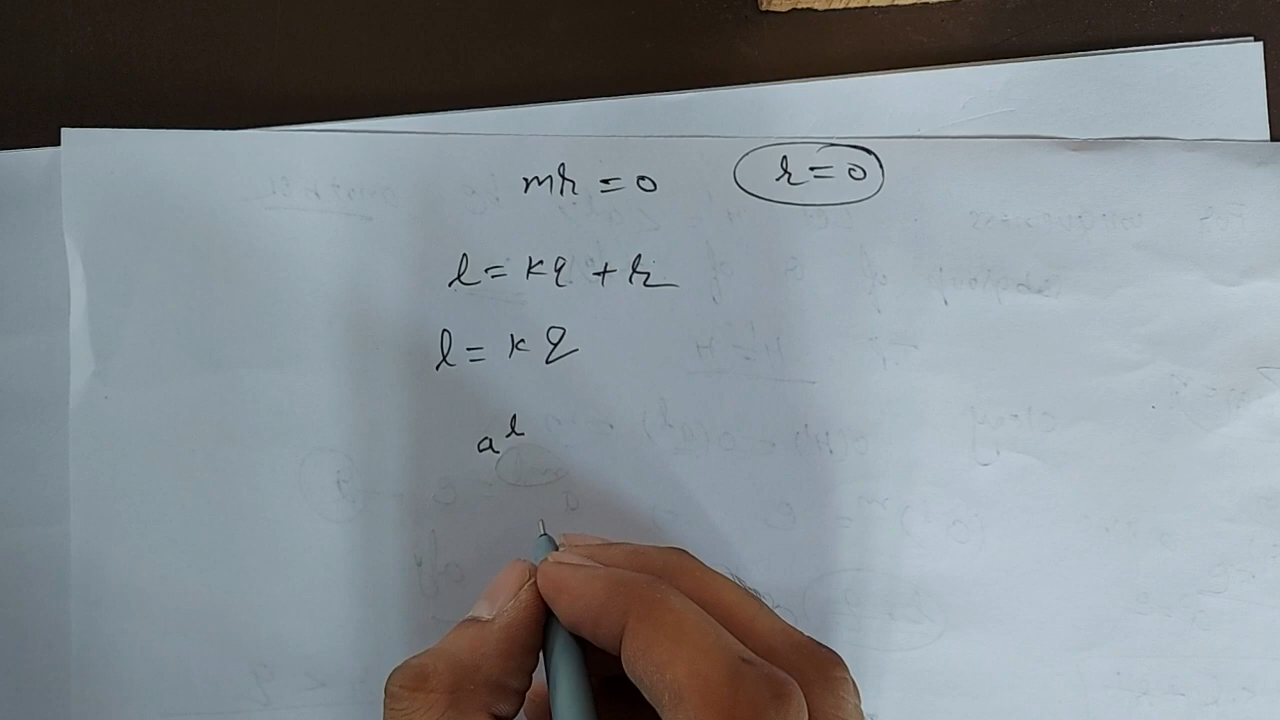 mr = 0 r = 0
l = kq + r
l = kq
a^l